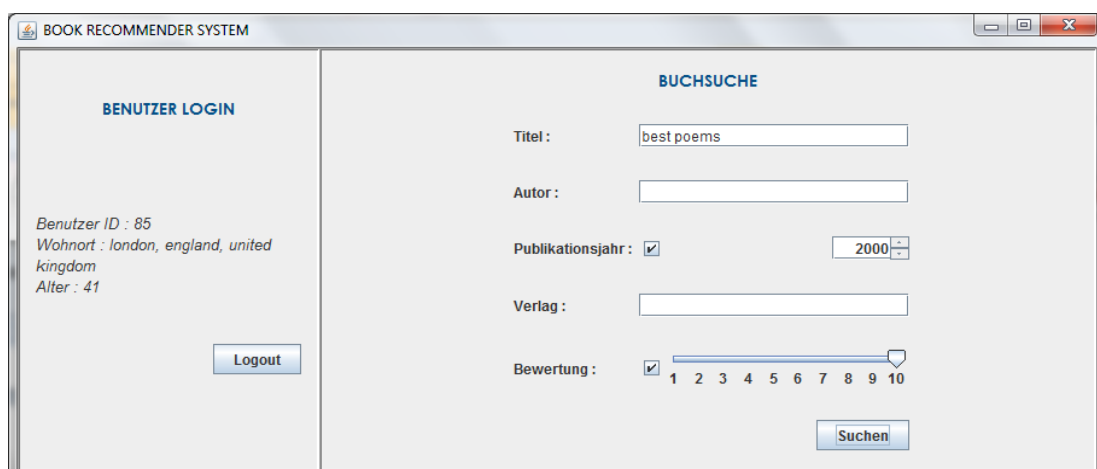 BOOK RECOMMENDER SYSTEM
BENUTZER LOGIN
Benutzer ID : 85
Wohnort : london, england, united
kingdom
Alter : 41
Logout
BUCHSUCHE
Titel : best poems
Autor :
Publikationsjahr : 2000
Verlag :
Bewertung :
1 2 3 4 5 6 7 8 9 10
Suchen